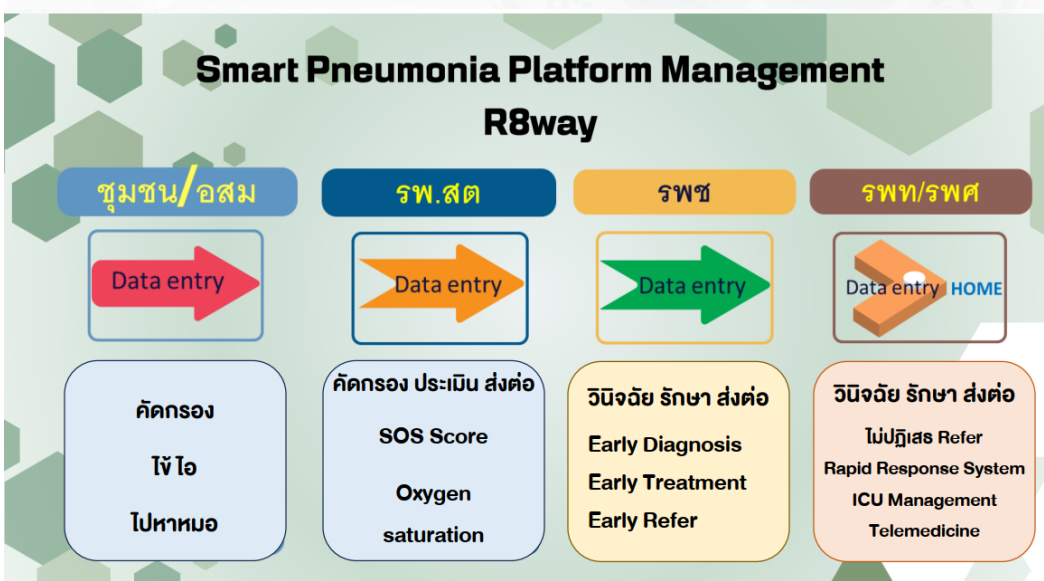 Smart Pneumonia Platform Management
R8way
ชุมชน/อสม
Data entry
คัดกรอง
ไข้ ไอ
ไปหาหมอ
รพ.สต
Data entry
คัดกรอง ประเมิน ส่งต่อ
SOS Score
Oxygen
saturation
รพช
Data entry
วินิจฉัย รักษา ส่งต่อ
Early Diagnosis
Early Treatment
Early Refer
รพท/รพศ
Data entry HOME
วินิจฉัย รักษา ส่งต่อ
ไม่ปฏิเสธ Refer
Rapid Response System
ICU Management
Telemedicine